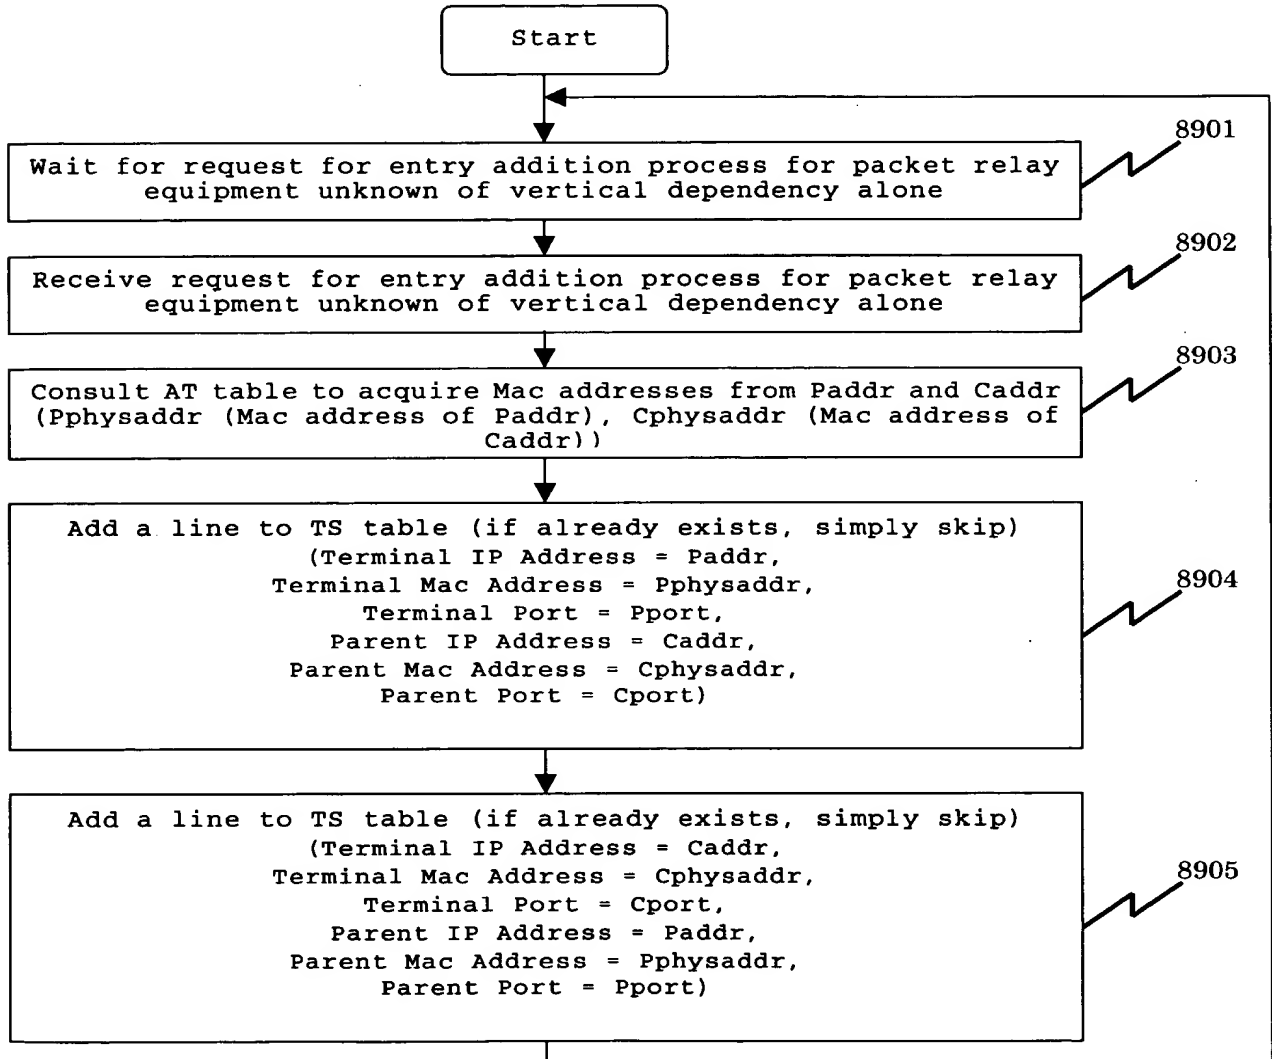 Start
8901
Wait for request for entry addition process for packet relay
equipment unknown of vertical dependency alone
8902
Receive request for entry addition process for packet relay
equipment unknown of vertical dependency alone
8903
Consult AT table to acquire Mac addresses from Paddr and Caddr
(Pphysaddr (Mac address of Paddr), Cphysaddr (Mac address of
Caddr))
Add a line to TS table (if already exists, simply skip)
(Terminal IP Address = Paddr,
Terminal Mac Address = Pphysaddr,
8904
Terminal Port = Pport,
Parent IP Address = Caddr,
Parent Mac Address = Cphysaddr,
Parent Port = Cport)
Add a line to TS table (if already exists, simply skip)
(Terminal IP Address = Caddr,
8905
Terminal Mac Address = Cphysaddr,
Terminal Port = Cport,
Parent IP Address = Paddr,
Parent Mac Address = Pphysaddr,
Parent Port = Pport)